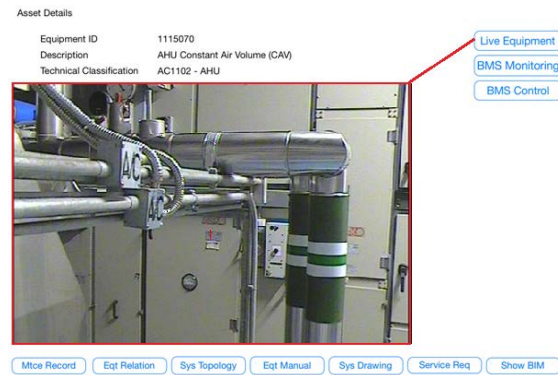 Asset Details
Equipment ID 1115070
Description AHU Constant Air Volume (CAV)
Technical Classification AC1102 - AHU
Live Equipment
BMS Monitoring
BMS Control
A/C
A/C
Mtce Record
Eqt Relation
Sys Topology
Eqt Manual
Sys Drawing
Service Req
Show BIM